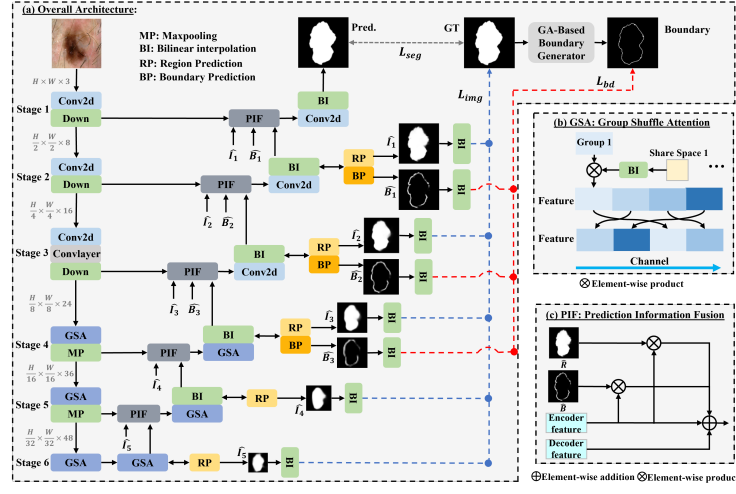 (a) Overall Architecture:
MP: Maxpooling
BI: Bilinear interpolation
RP: Region Prediction
BP: Boundary Prediction
Pred.
L_seg
GT
GA-Based
Boundary
Generator
Boundary
L_bd
L_img
H × W × 3
Stage 1
Conv2d
Down
PIF
BI
Conv2d
Î_1
B̂_1
H/2 × W/2 × 8
Stage 2
Conv2d
Down
PIF
BI
Conv2d
RP
BP
Î_1
B̂_1
BI
BI
Î_2
B̂_2
H/4 × W/4 × 16
Stage 3
Conv2d
Convlayer
Down
PIF
BI
Conv2d
RP
BP
Î_2
B̂_2
BI
BI
Î_3
B̂_3
H/8 × W/8 × 24
Stage 4
GSA
MP
PIF
BI
GSA
RP
BP
Î_3
B̂_3
BI
BI
Î_4
H/16 × W/16 × 36
Stage 5
GSA
MP
PIF
BI
GSA
RP
Î_4
BI
Î_5
H/32 × W/32 × 48
Stage 6
GSA
GSA
RP
Î_5
BI
(b) GSA: Group Shuffle Attention
Group 1
BI
Share Space 1
...
Feature
Feature
Channel
⊗Element-wise product
(c) PIF: Prediction Information Fusion
R̂
B̂
Encoder
feature
Decoder
feature
⊕Element-wise addition ⊗Element-wise product